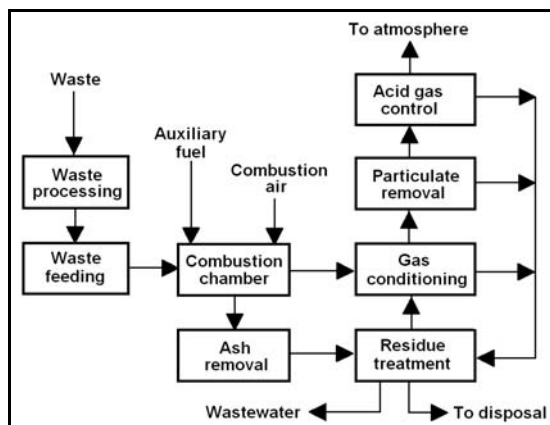 To atmosphere
Waste
Acid gas
control
Auxiliary
fuel
Combustion
air
Waste
processing
Particulate
removal
Waste
feeding
Combustion
chamber
Gas
conditioning
Ash
removal
Residue
treatment
Wastewater
To disposal